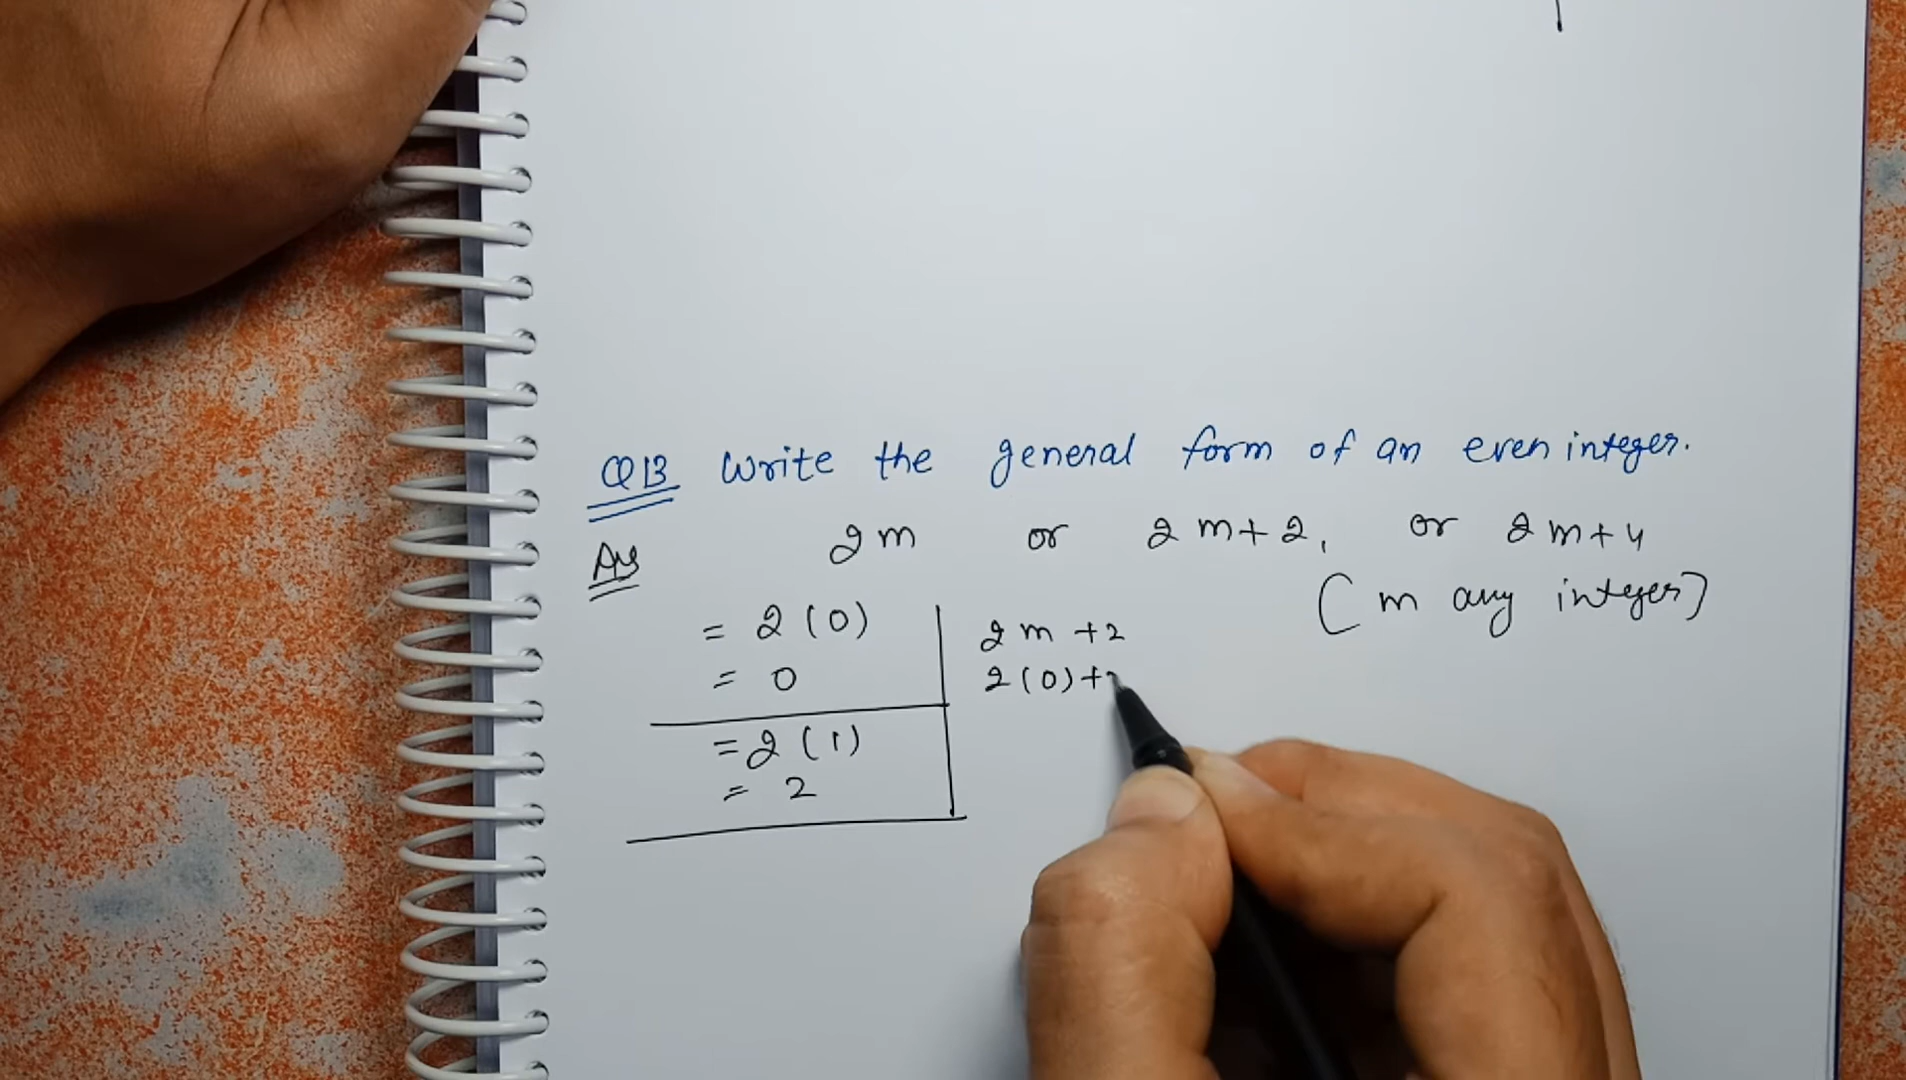 Q13 Write the general form of an even integer.
Ans 2m or 2m+2, or 2m+4
(m any integer)
= 2(0)
= 0
= 2(1)
= 2
2m +2
2(0)+